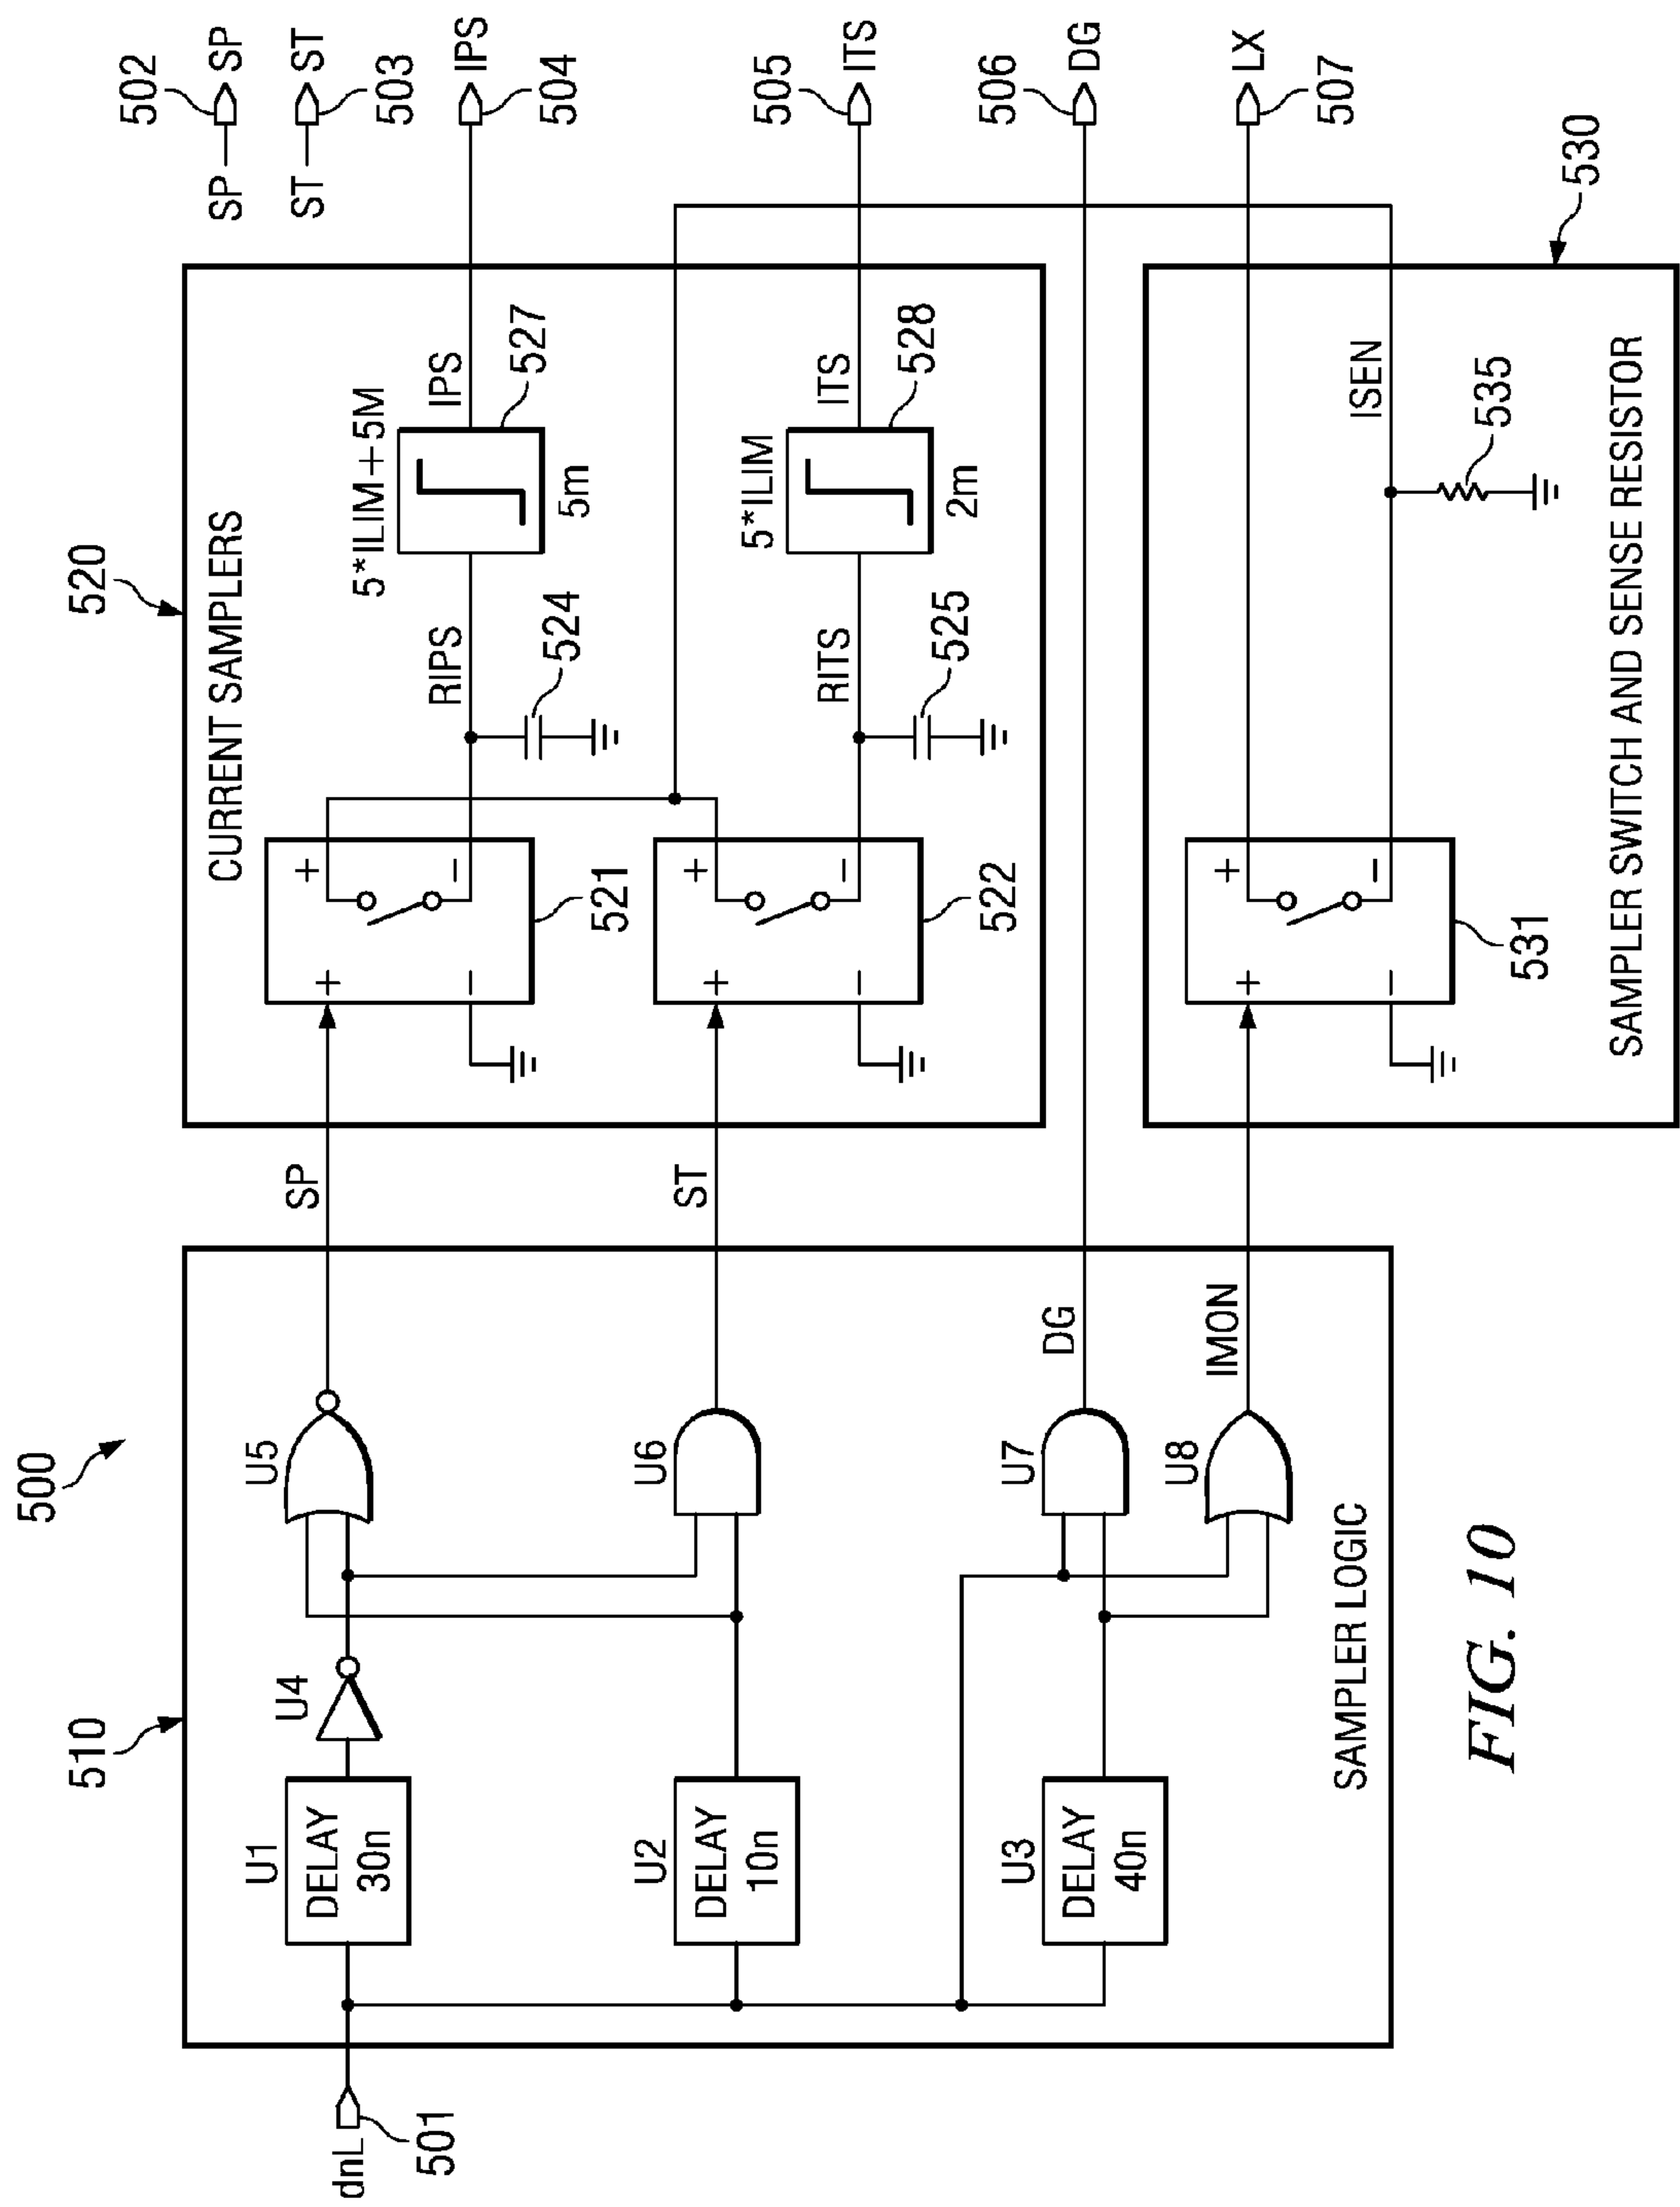 500
510
dnL
501
U1
DELAY
30n
U2
DELAY
10n
U3
DELAY
40n
U4
U5
U6
U7
U8
SP
ST
DG
IMON
SAMPLER LOGIC
520
CURRENT SAMPLERS
+
−
+
−
521
RIPS
524
5*ILIM+5M
5m
527
IPS
+
−
+
−
522
RITS
525
5*ILIM
2m
528
ITS
+
−
+
−
531
ISEN
535
SAMPLER SWITCH AND SENSE RESISTOR
530
SP
502
SP
ST
503
ST
504
IPS
505
ITS
506
DG
507
LX
FIG. 10